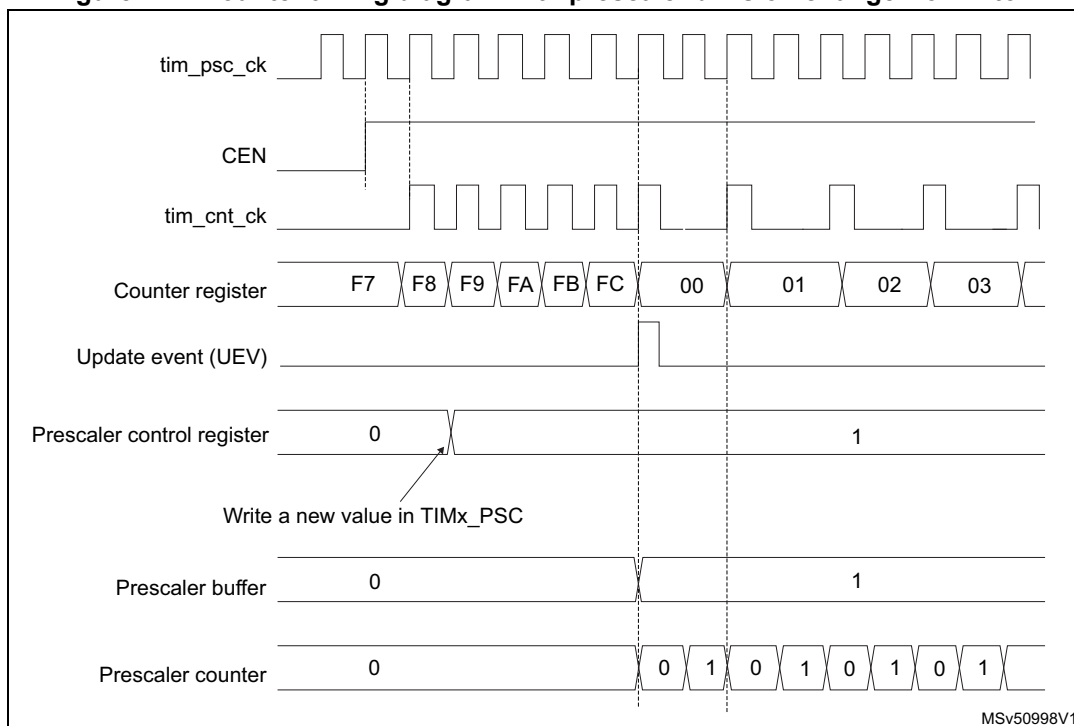 tim_psc_ck
CEN
tim_cnt_ck
Counter register F7 F8 F9 FA FB FC 00 01 02 03
Update event (UEV)
Prescaler control register 0 1
Write a new value in TIMx_PSC
Prescaler buffer 0 1
Prescaler counter 0 0 1 0 1 0 1 0 1
MSv50998V1